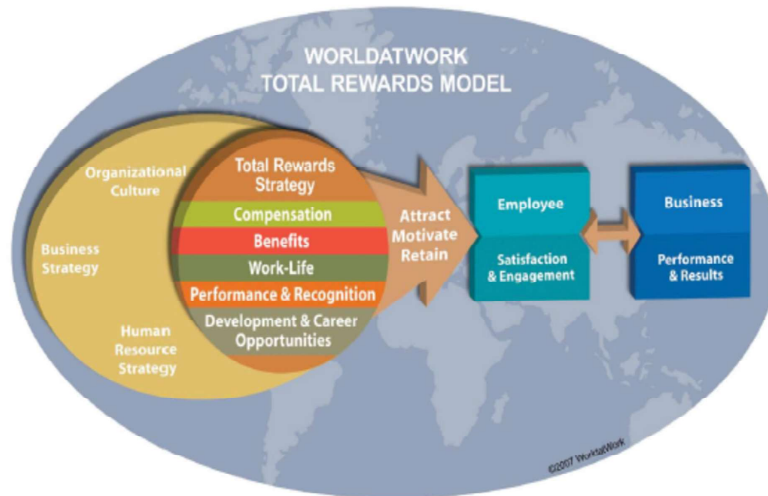 WORLDATWORK
TOTAL REWARDS MODEL
Organizational
Culture
Business
Strategy
Human
Resource
Strategy
Total Rewards
Strategy
Compensation
Benefits
Work-Life
Performance & Recognition
Development & Career
Opportunities
Attract
Motivate
Retain
Employee
Satisfaction
& Engagement
Business
Performance
& Results
©2007 WorldatWork